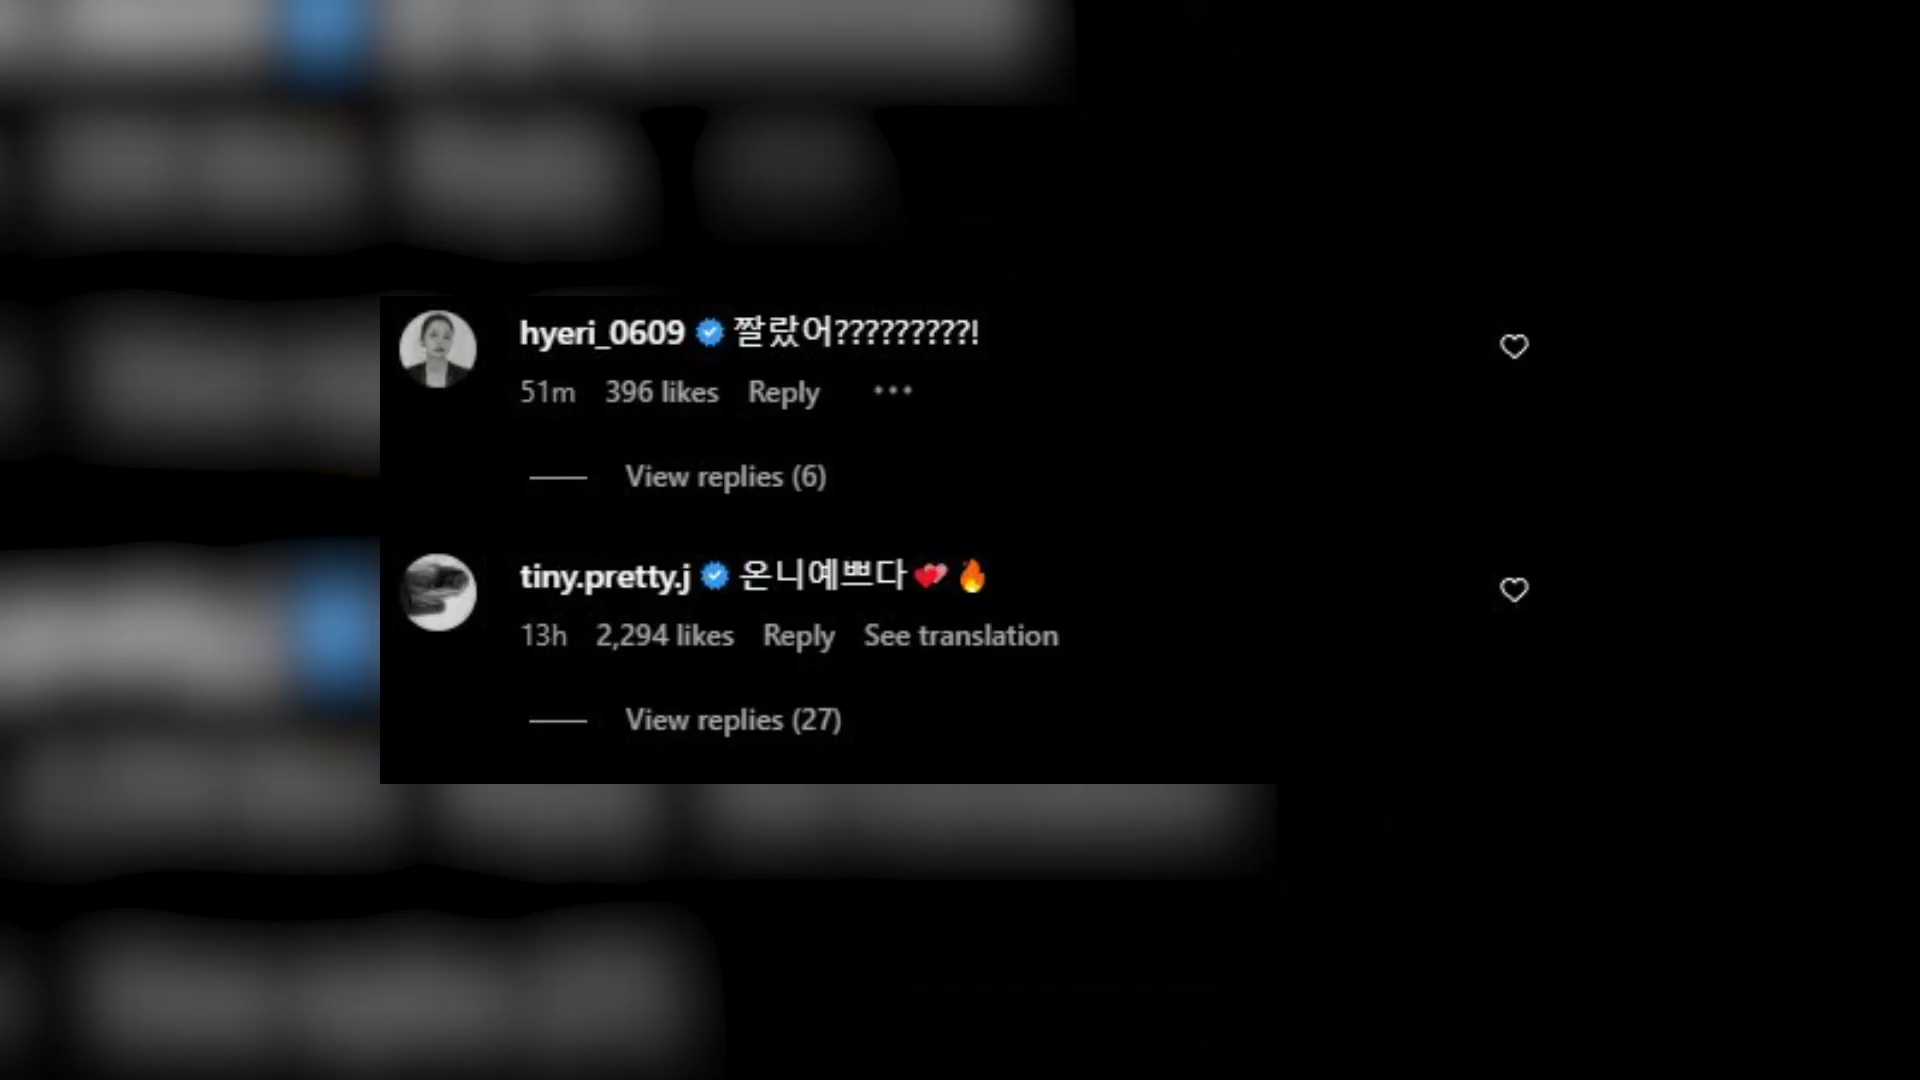 hyeri_0609 짤랐어?????????!
51m 396 likes Reply •••
View replies (6)
tiny.pretty.j 온니예쁘다💕🔥
13h 2,294 likes Reply See translation
View replies (27)